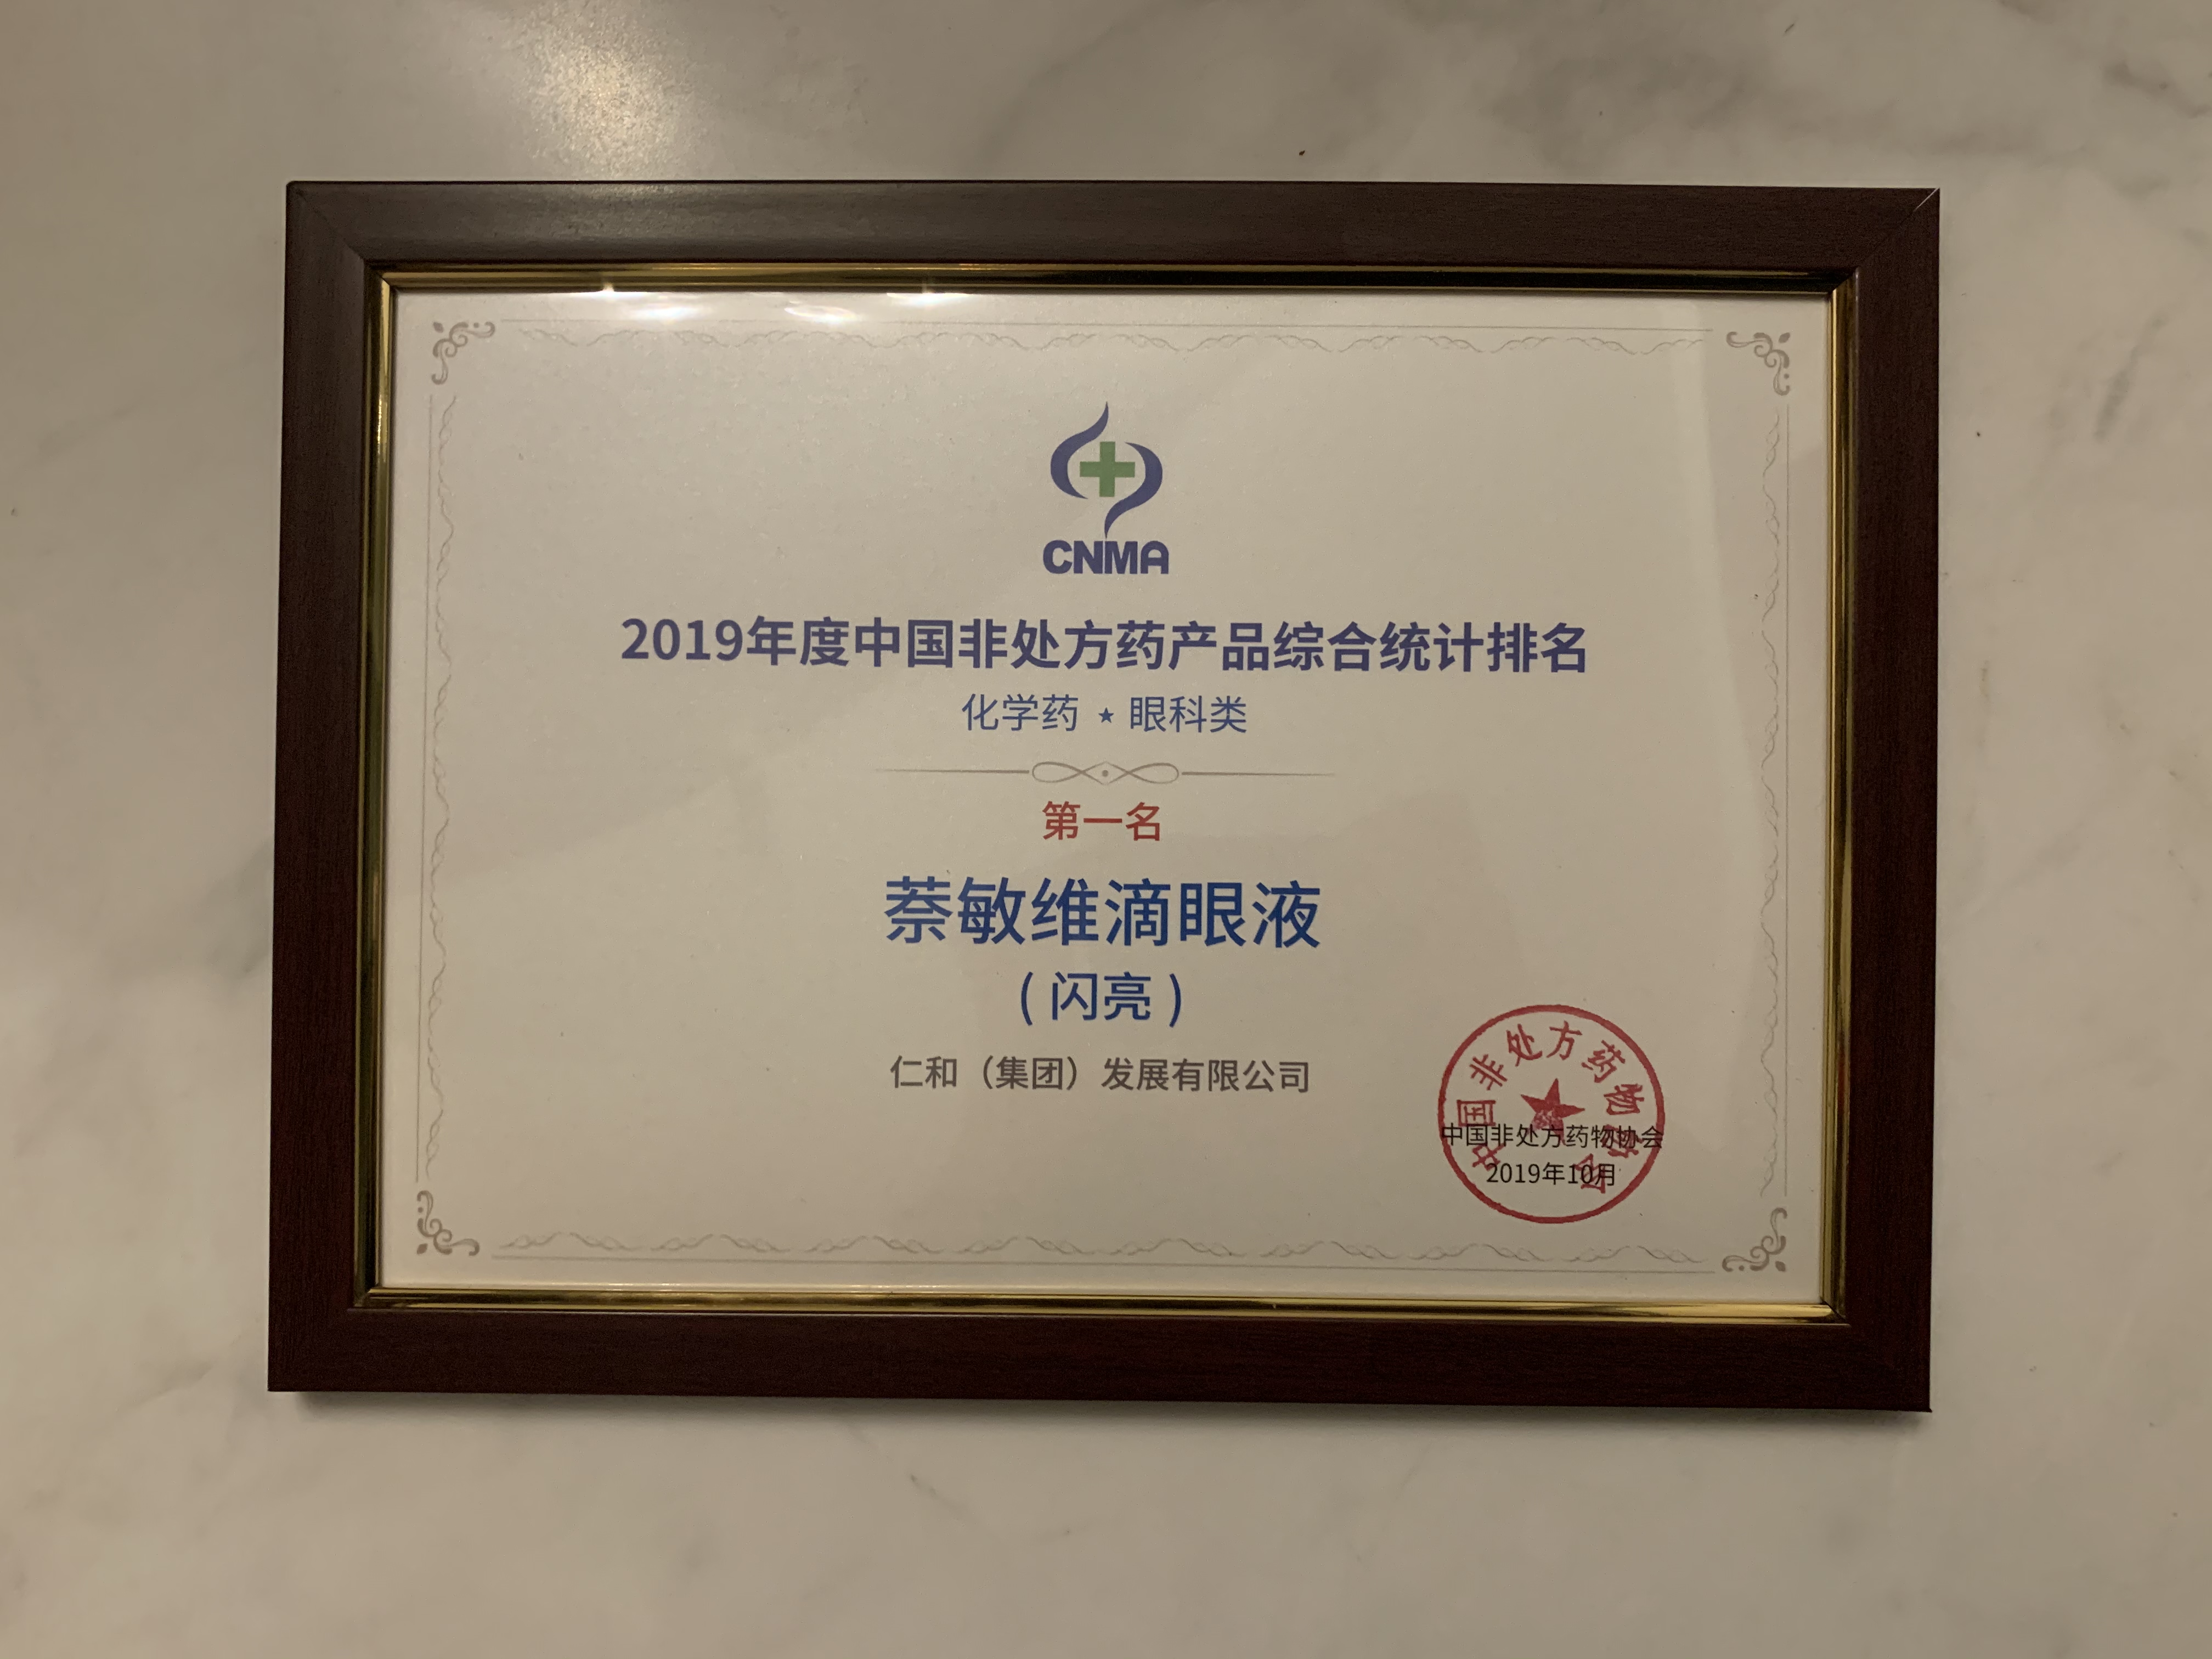 CNMA
2019年度中国非处方药产品综合统计排名
化学药 ★ 眼科类
第一名
萘敏维滴眼液
（闪亮）
仁和（集团）发展有限公司
中国非处方药物协会
中国非处方药物协会
2019年10月